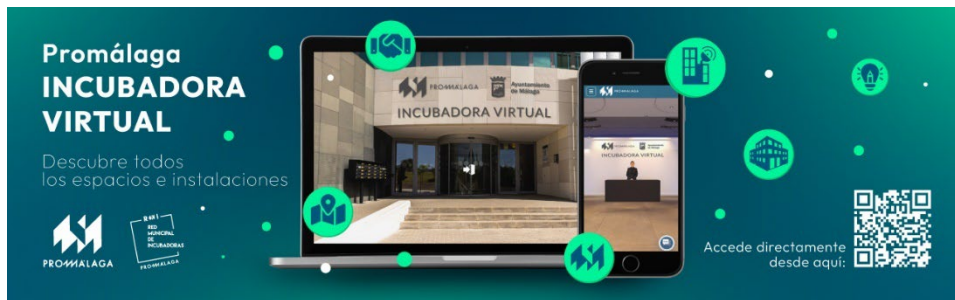 Promálaga
INCUBADORA
VIRTUAL
Descubre todos
los espacios e instalaciones
PROMÁLAGA
RED
MUNICIPAL
DE
INCUBADORAS
PROMÁLAGA
PROMÁLAGA
Ayuntamiento
de Málaga
INCUBADORA VIRTUAL
PROMÁLAGA
INCUBADORA VIRTUAL
Accede directamente
desde aquí: